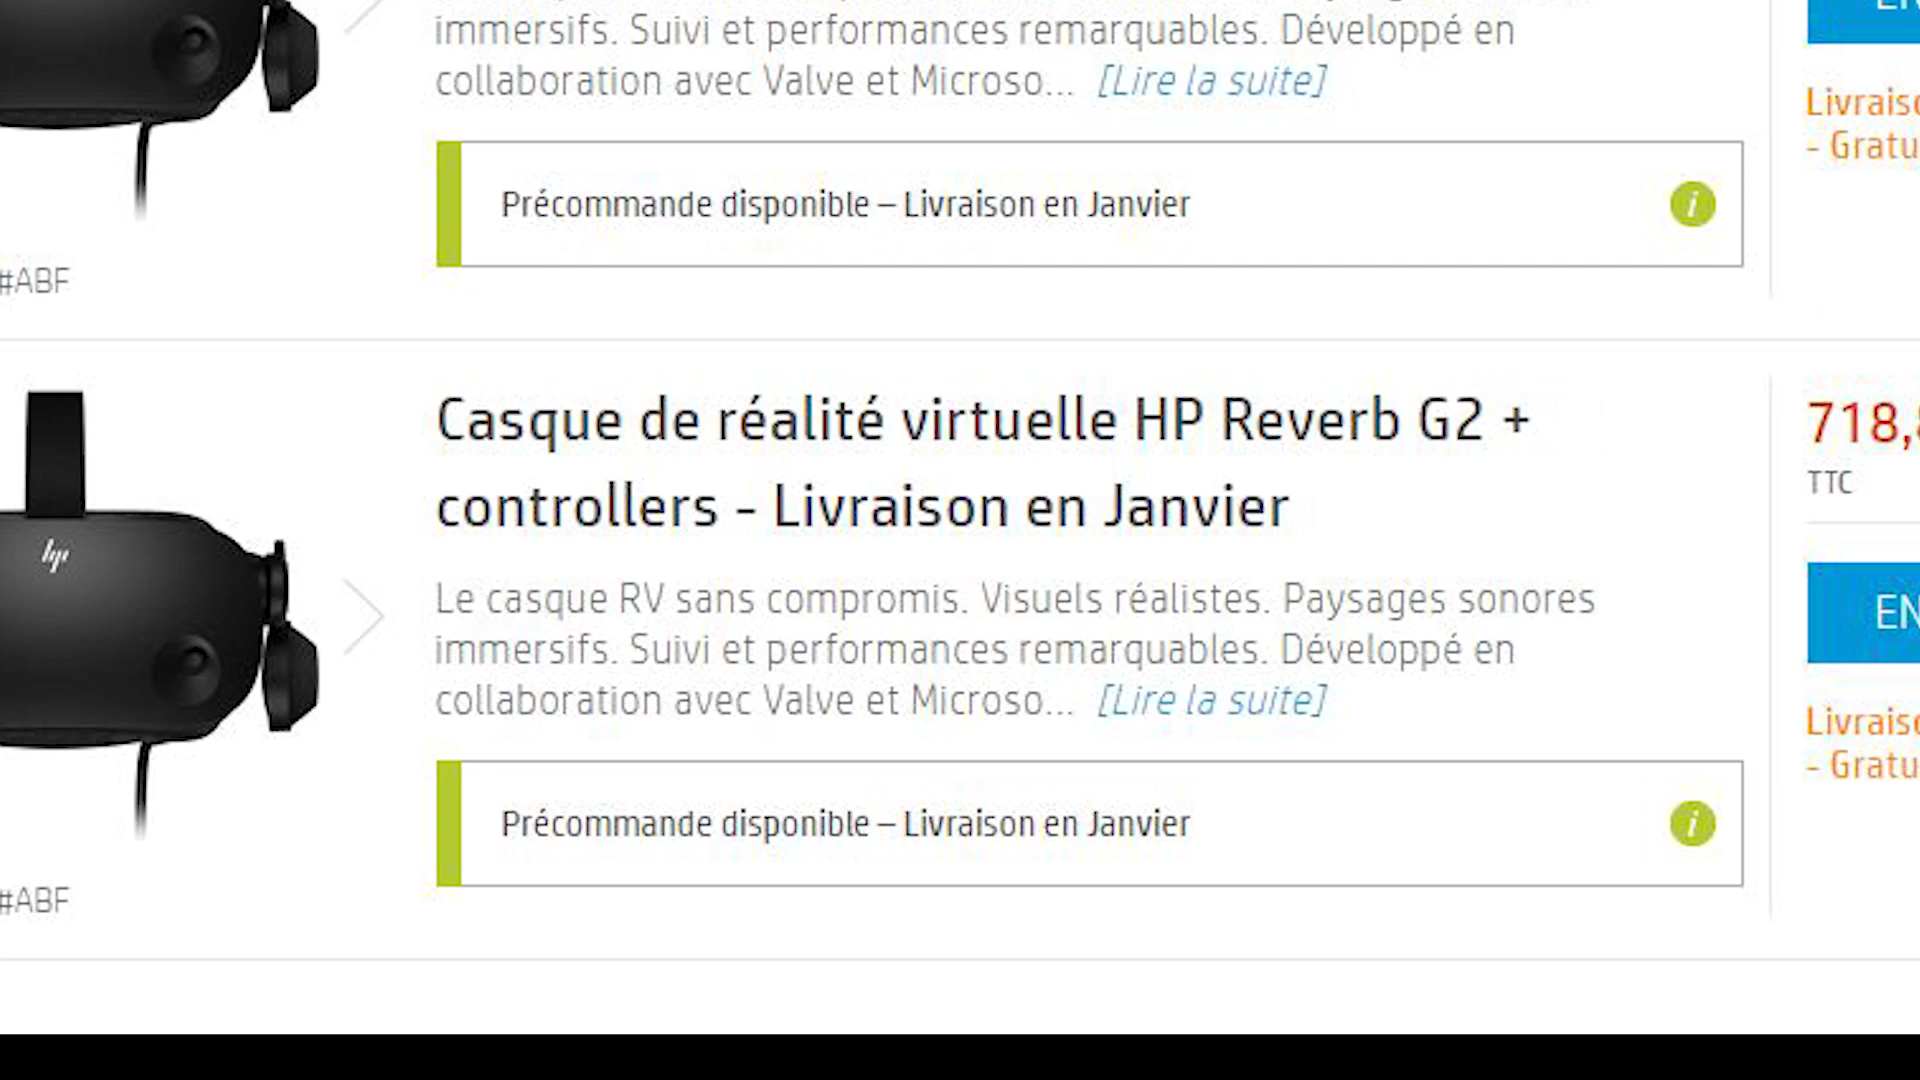 immersifs. Suivi et performances remarquables. Développé en
collaboration avec Valve et Microso... [Lire la suite]
Précommande disponible – Livraison en Janvier
i
#ABF
Livraiso
- Gratu
Casque de réalité virtuelle HP Reverb G2 +
controllers - Livraison en Janvier
hp
Le casque RV sans compromis. Visuels réalistes. Paysages sonores
immersifs. Suivi et performances remarquables. Développé en
collaboration avec Valve et Microso... [Lire la suite]
Précommande disponible – Livraison en Janvier
i
#ABF
718,
TTC
EN
Livraiso
- Gratu